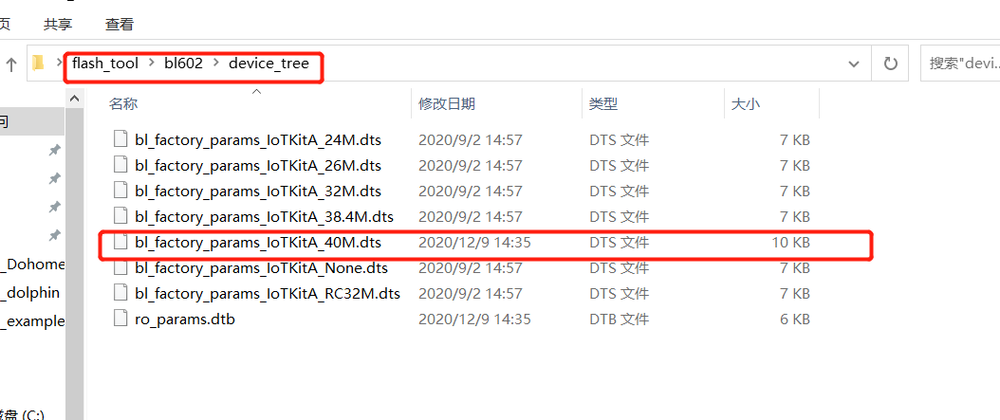 页 共享 查看
flash_tool > bl602 > device_tree 搜索"devi...
名称 修改日期 类型 大小
问
bl_factory_params_IoTKitA_24M.dts 2020/9/2 14:57 DTS 文件 7 KB
bl_factory_params_IoTKitA_26M.dts 2020/9/2 14:57 DTS 文件 7 KB
bl_factory_params_IoTKitA_32M.dts 2020/9/2 14:57 DTS 文件 7 KB
bl_factory_params_IoTKitA_38.4M.dts 2020/9/2 14:57 DTS 文件 7 KB
bl_factory_params_IoTKitA_40M.dts 2020/12/9 14:35 DTS 文件 10 KB
_Dohome bl_factory_params_IoTKitA_None.dts 2020/9/2 14:57 DTS 文件 7 KB
_dolphin bl_factory_params_IoTKitA_RC32M.dts 2020/9/2 14:57 DTS 文件 7 KB
_example ro_params.dtb 2020/12/9 14:35 DTB 文件 6 KB
盘 (C:)